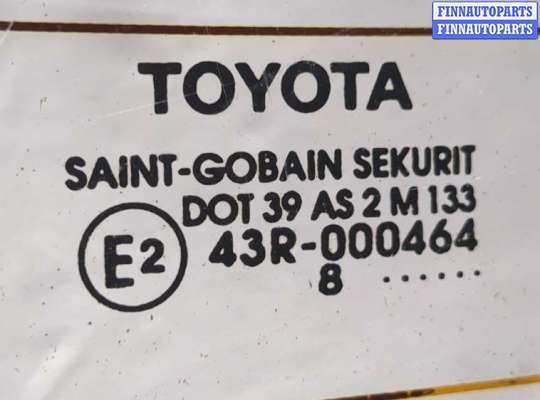 FINNAUTOPARTS
FINNAUTOPARTS
TOYOTA
SAINT-GOBAIN SEKURIT
DOT 39 AS 2 M 133
E2 43R-000464
8 ......